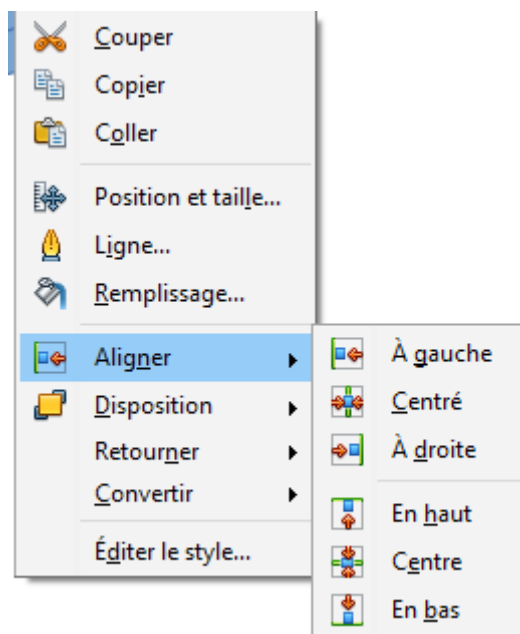 Couper
Copier
Coller
Position et taille...
Ligne...
Remplissage...
Aligner
Disposition
Retourner
Convertir
Éditer le style...
À gauche
Centré
À droite
En haut
Centre
En bas